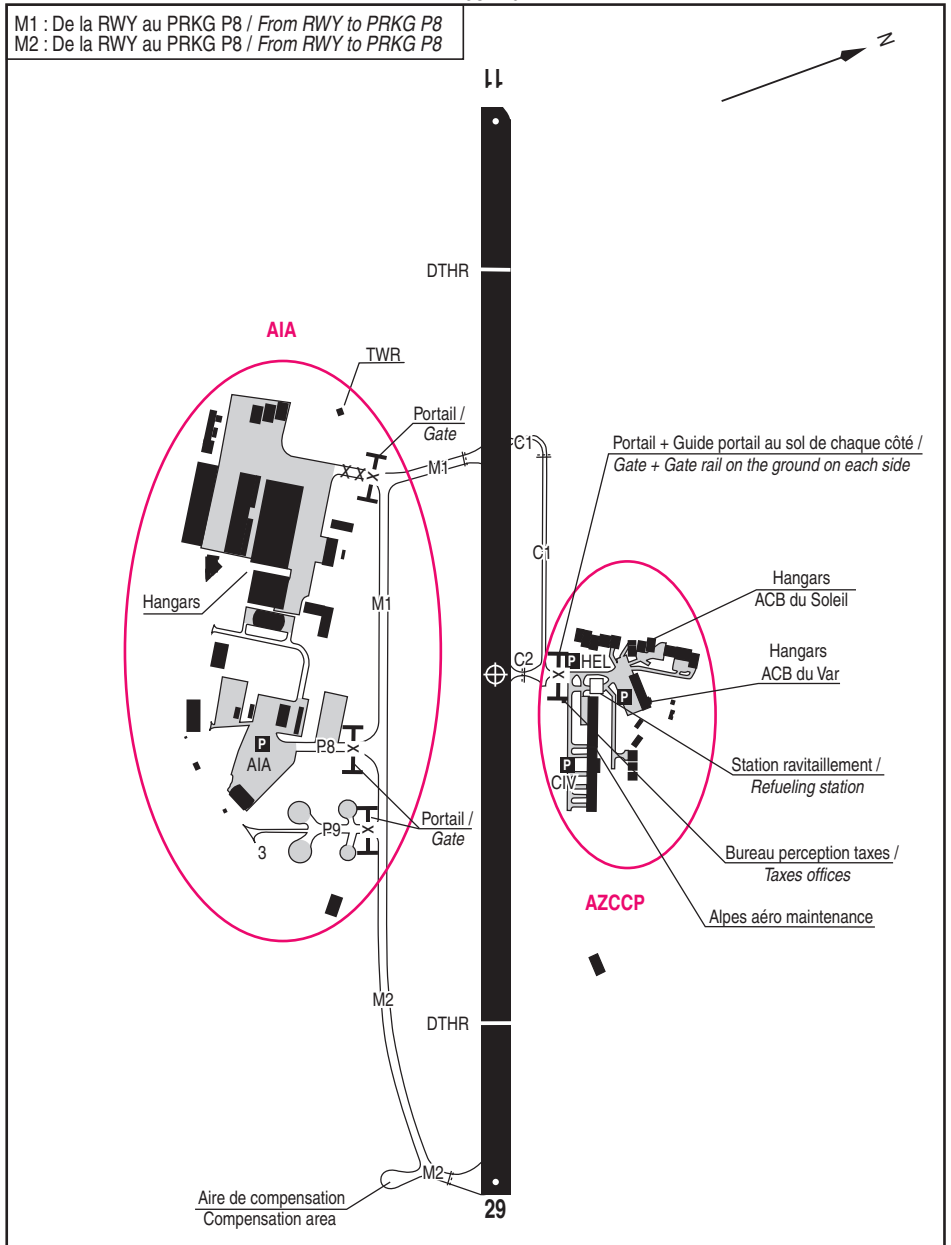 M1 : De la RWY au PRKG P8 / From RWY to PRKG P8
M2 : De la RWY au PRKG P8 / From RWY to PRKG P8
N
11
DTHR
AIA
TWR
Portail /
Gate
M1
C1
Portail + Guide portail au sol de chaque côté /
Gate + Gate rail on the ground on each side
C1
Hangars
ACB du Soleil
Hangars
M1
C2
P HEL
Hangars
ACB du Var
P
P
AIA
P8
P
CIV
Station ravitaillement /
Refueling station
Portail /
Gate
P9
3
Bureau perception taxes /
Taxes offices
AZCCP
Alpes aéro maintenance
M2
DTHR
M2
Aire de compensation
Compensation area
29